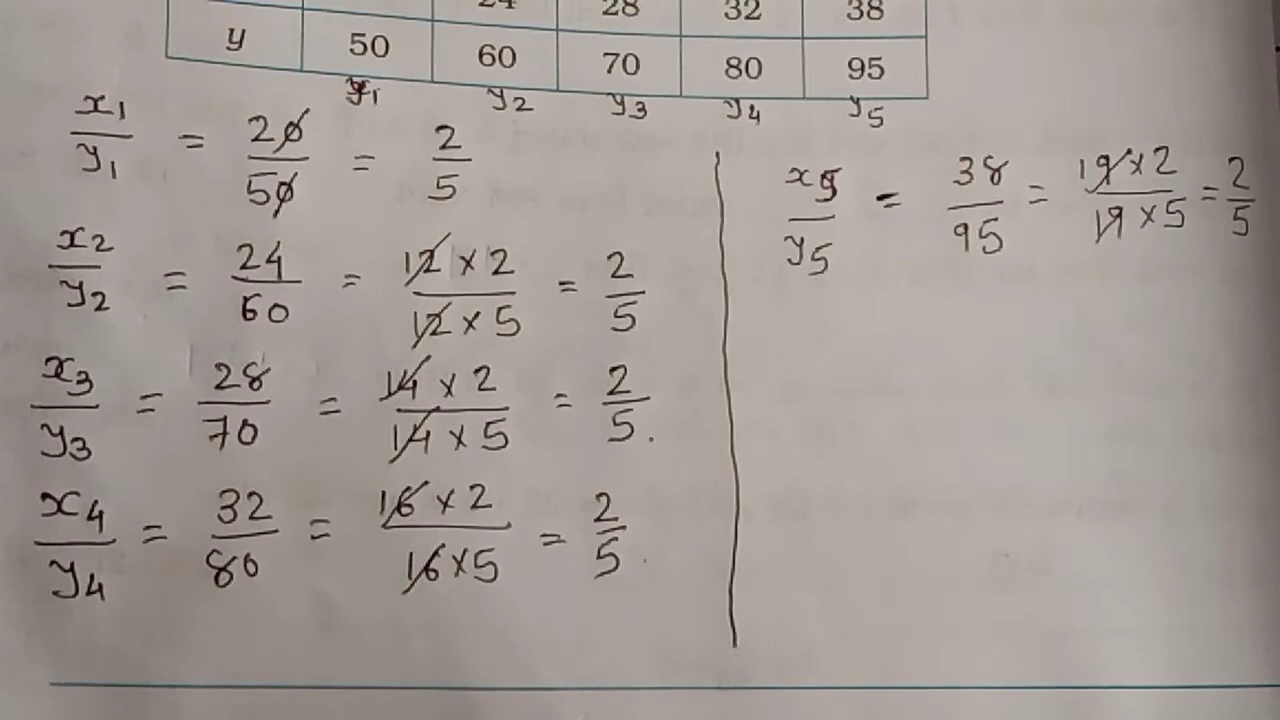 24 28 32 38
y 50 60 70 80 95
y1 y2 y3 y4 y5
x1/y1 = 20/50 = 2/5
x2/y2 = 24/60 = 12 × 2/12 × 5 = 2/5
x3/y3 = 28/70 = 14 × 2/14 × 5 = 2/5.
x4/y4 = 32/80 = 16 × 2/16 × 5 = 2/5.
x5/y5 = 38/95 = 19 × 2/19 × 5 = 2/5